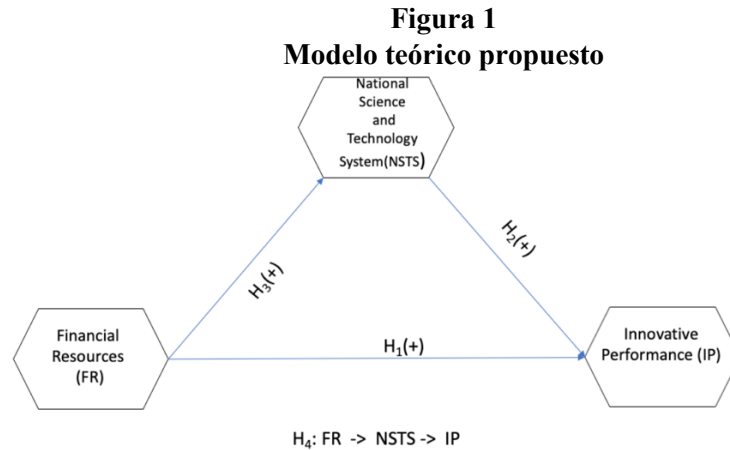 Figura 1
Modelo teórico propuesto
National
Science
and
Technology
System(NSTS)
H₃(+)
H₂(+)
Financial
Resources
(FR)
H₁(+)
Innovative
Performance (IP)
H₄: FR -> NSTS -> IP